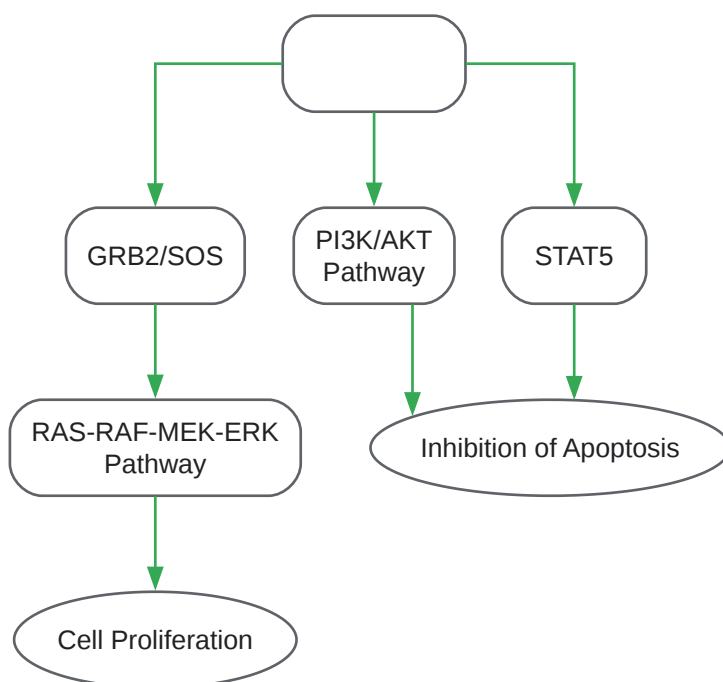 GRB2/SOS
PI3K/AKT
Pathway
STAT5
RAS-RAF-MEK-ERK
Pathway
Inhibition of Apoptosis
Cell Proliferation